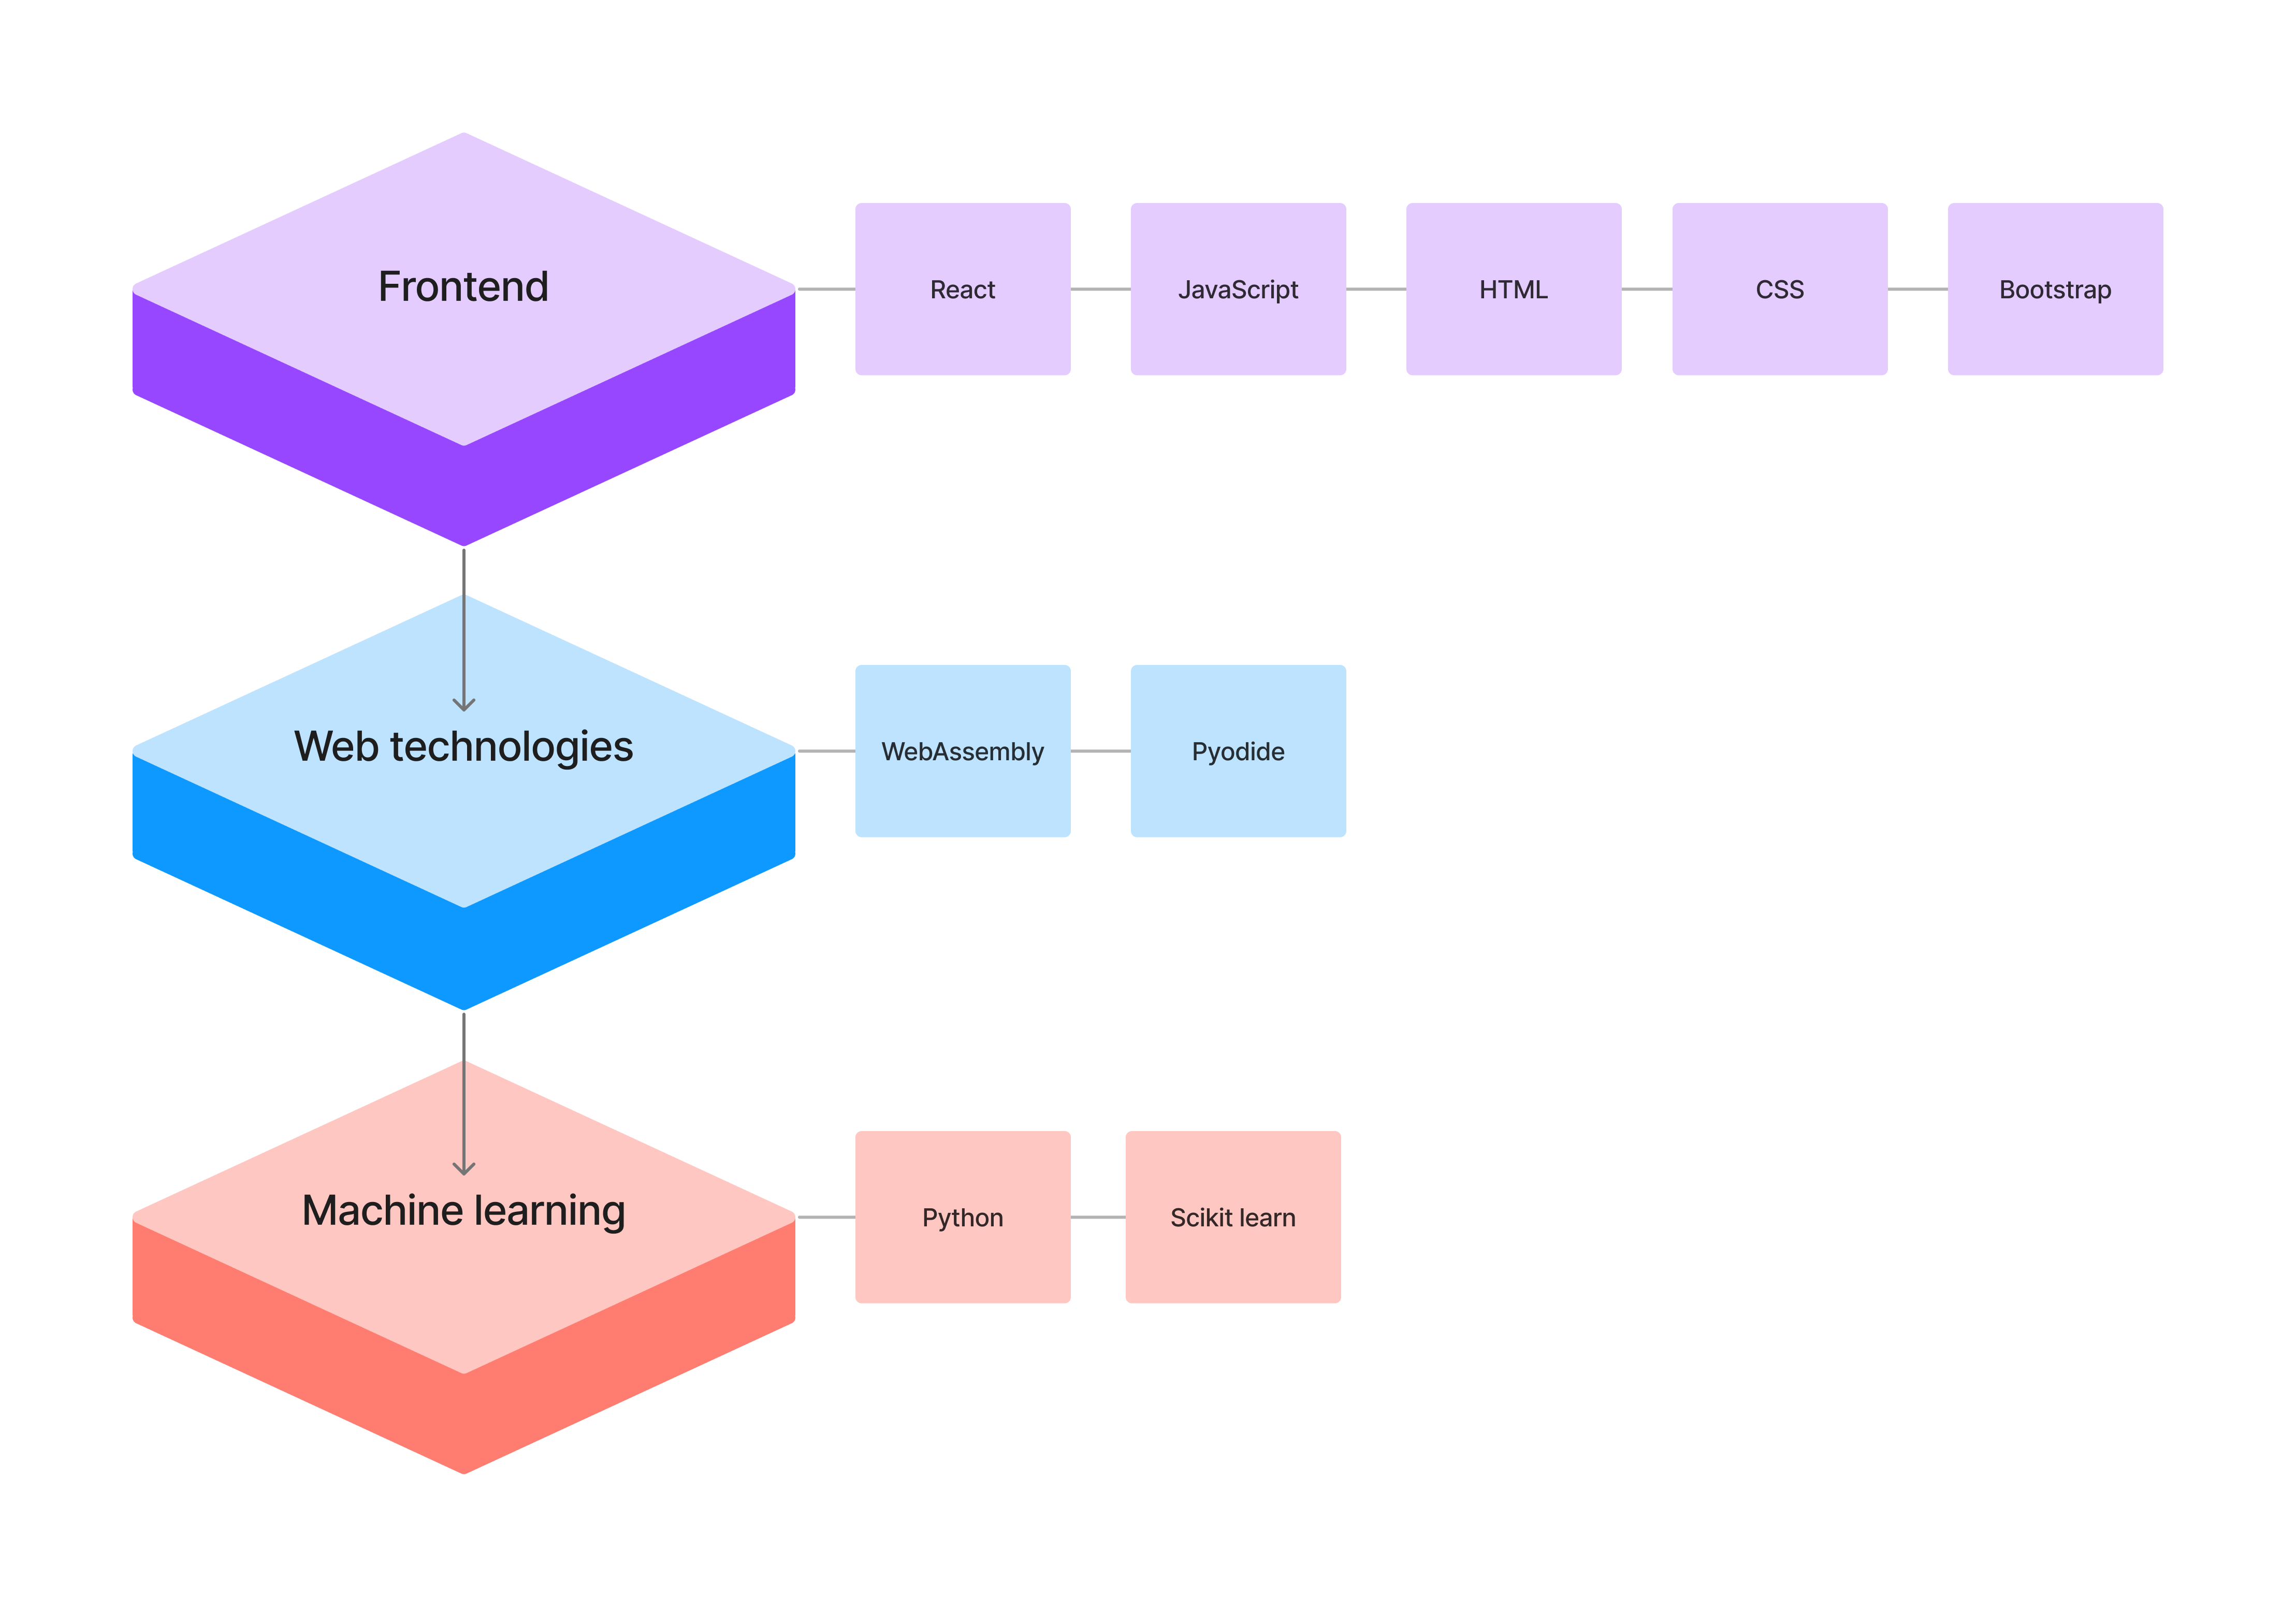 Frontend
React
JavaScript
HTML
CSS
Bootstrap
Web technologies
WebAssembly
Pyodide
Machine learning
Python
Scikit learn